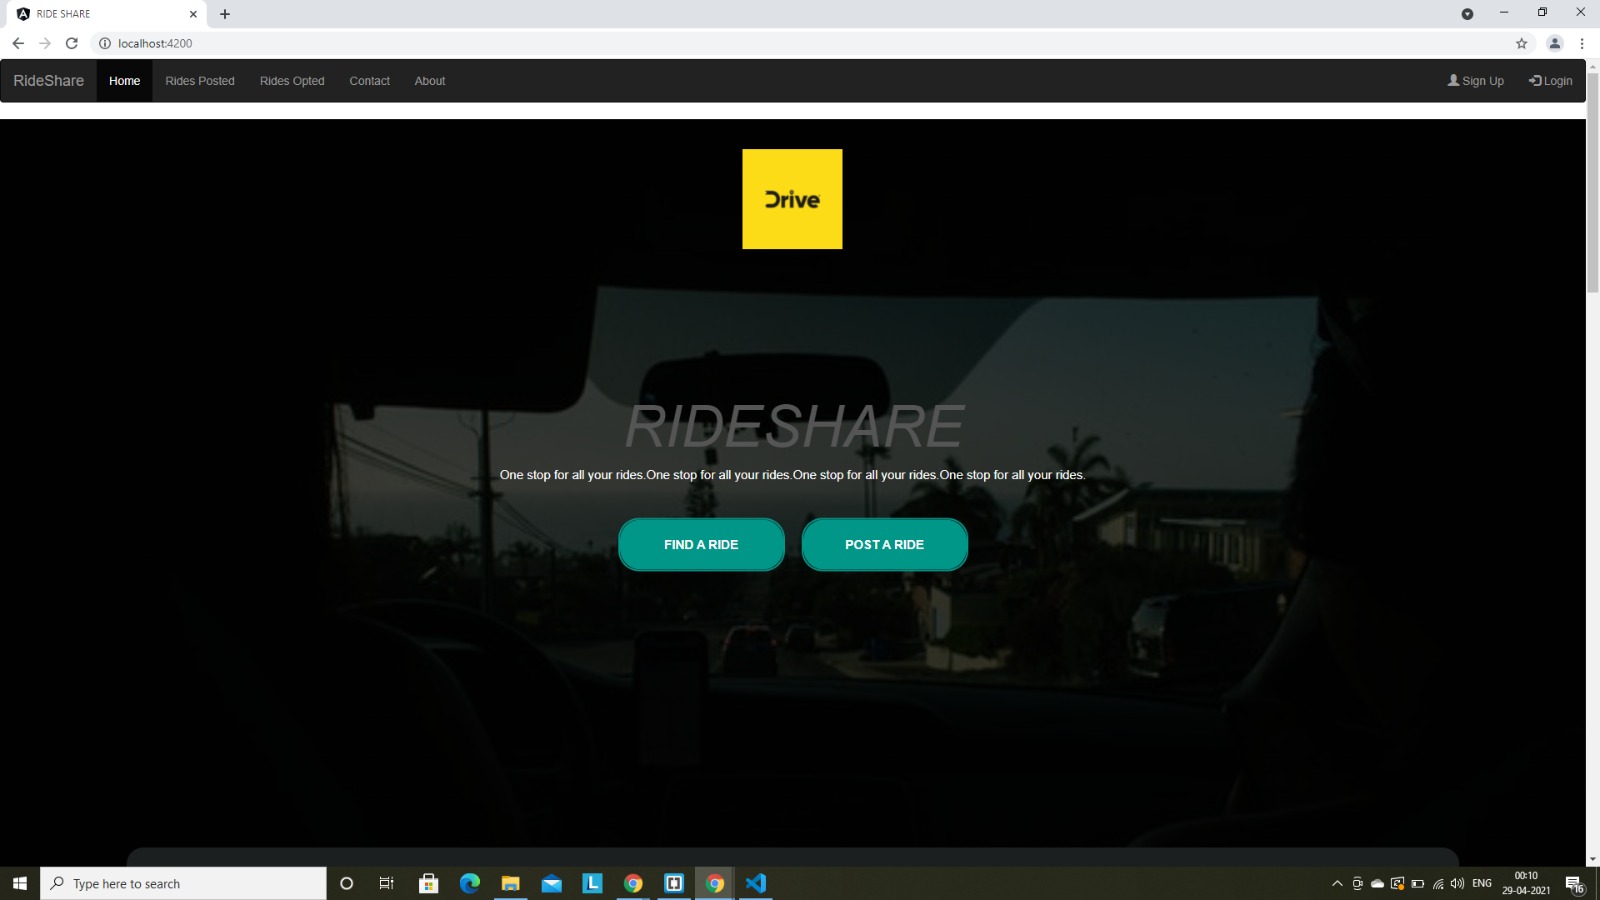 RIDE SHARE
localhost:4200
RideShare Home Rides Posted Rides Opted Contact About Sign Up Login
Drive
RIDESHARE
One stop for all your rides.One stop for all your rides.One stop for all your rides.One stop for all your rides.
FIND A RIDE POST A RIDE
Type here to search
L
ENG
00:10
29-04-2021
16